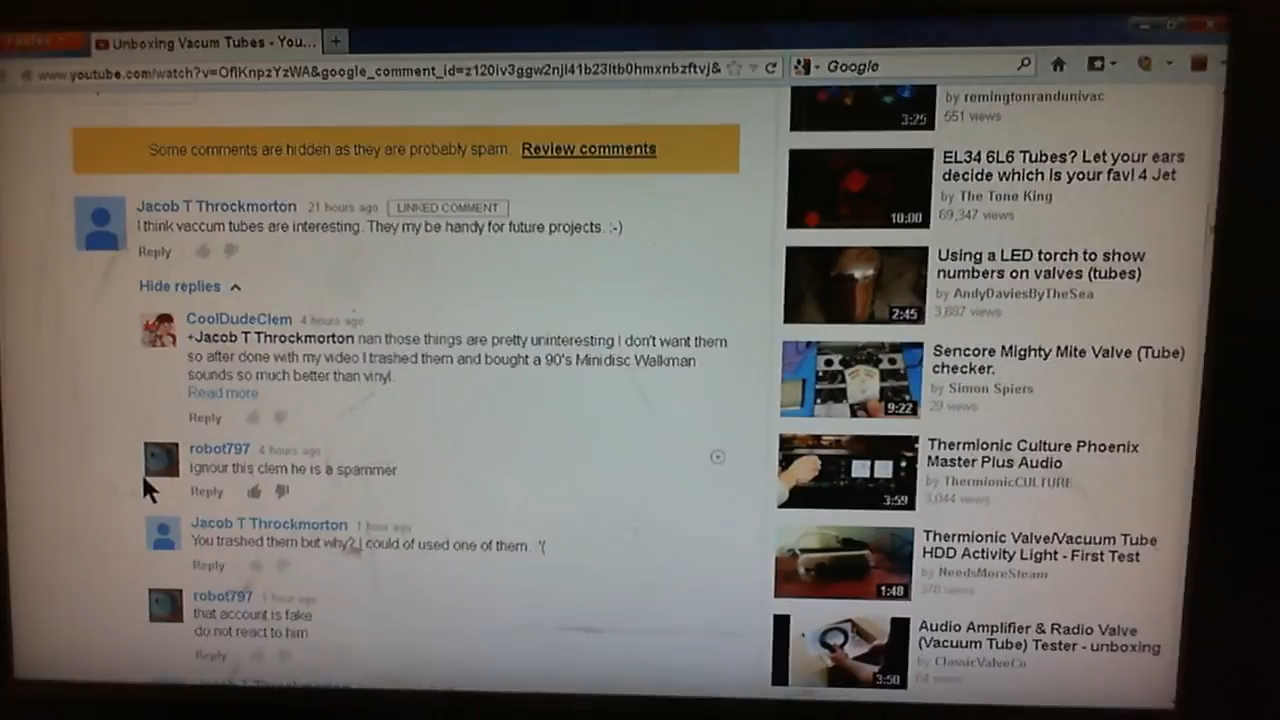 Unboxing Vacum Tubes - You...
+
www.youtube.com/watch?v=OflKnpzYzWA&google_comment_id=z120iv3ggw2njl41b23ltb0hmxnbzftvj&
Google
Some comments are hidden as they are probably spam. Review comments
Jacob T Throckmorton 21 hours ago LINKED COMMENT
I think vaccum tubes are interesting. They my be handy for future projects. :-)
Reply
Hide replies
CoolDudeClem 4 hours ago
+Jacob T Throckmorton nan those things are pretty uninteresting I don't want them
so after done with my video I trashed them and bought a 90's Minidisc Walkman
sounds so much better than vinyl.
Read more
Reply
robot797 4 hours ago
ignour this clem he is a spammer
Reply
Jacob T Throckmorton 1 hour ago
You trashed them but why? I could of used one of them. '(
Reply
robot797 1 hour ago
that account is fake
do not react to him
Reply
Jacob T Throckmorton
3:25
by remingtonrandunivac
551 views
10:00
EL34 6L6 Tubes? Let your ears
decide which is your fav! 4 Jet
by The Tone King
69,347 views
2:45
Using a LED torch to show
numbers on valves (tubes)
by AndyDaviesByTheSea
3,687 views
9:22
Sencore Mighty Mite Valve (Tube)
checker.
by Simon Spiers
29 views
3:59
Thermionic Culture Phoenix
Master Plus Audio
by ThermionicCULTURE
3,044 views
1:48
Thermionic Valve/Vacuum Tube
HDD Activity Light - First Test
by NeedsMoreSteam
views
3:50
Audio Amplifier & Radio Valve
(Vacuum Tube) Tester - unboxing
by ClassicValveCo
views